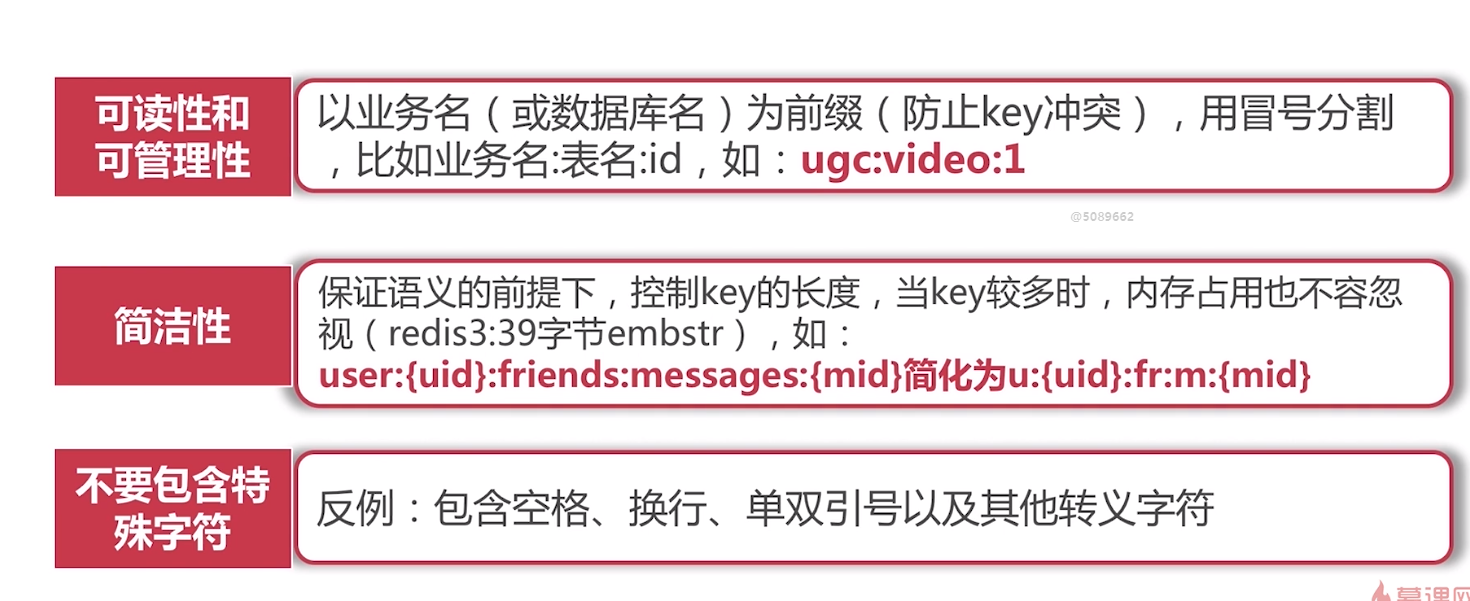 可读性和
可管理性
以业务名（或数据库名）为前缀（防止key冲突），用冒号分割
，比如业务名:表名:id，如：ugc:video:1
@5089662
简洁性
保证语义的前提下，控制key的长度，当key较多时，内存占用也不容忽
视（redis3:39字节embstr），如：
user:{uid}:friends:messages:{mid}简化为u:{uid}:fr:m:{mid}
不要包含特
殊字符
反例：包含空格、换行、单双引号以及其他转义字符
慕课网